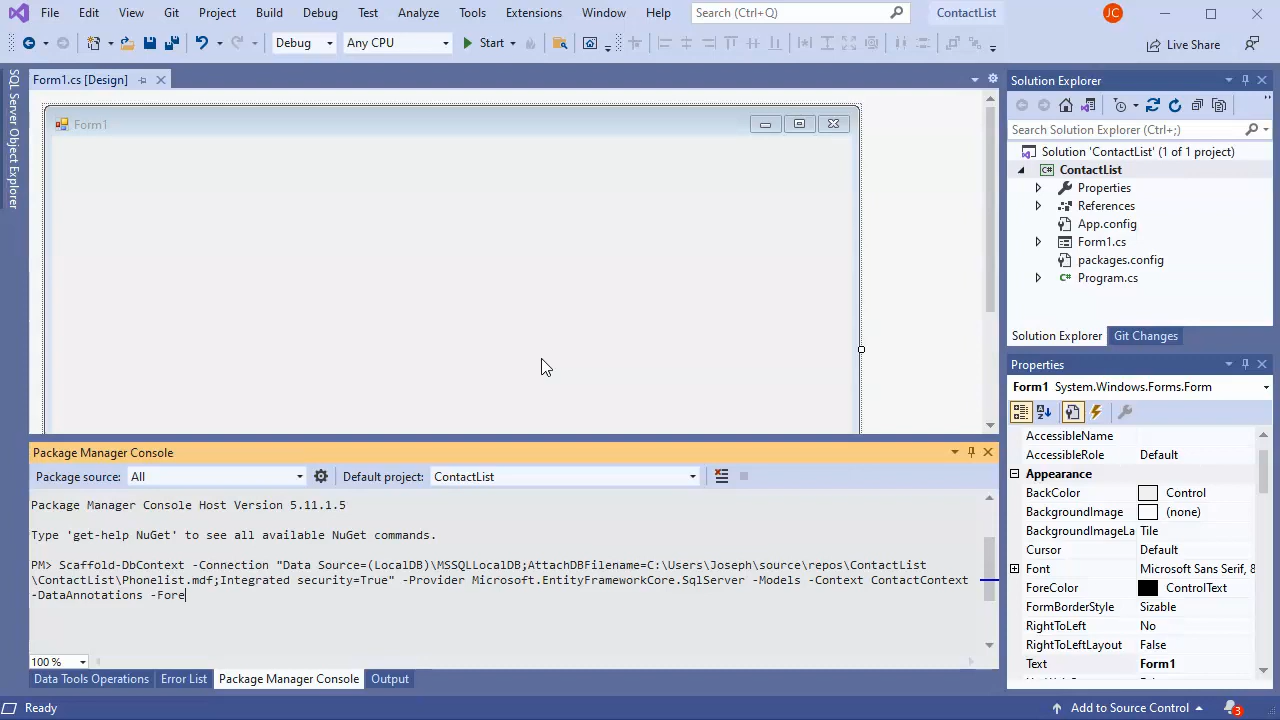 File Edit View Git Project Build Debug Test Analyze Tools Extensions Window Help Search (Ctrl+Q) ContactList JC
Debug Any CPU Start Live Share
SQL Server Object Explorer
Form1.cs [Design]
Form1
Solution Explorer
Search Solution Explorer (Ctrl+;)
Solution 'ContactList' (1 of 1 project)
C# ContactList
Properties
References
App.config
Form1.cs
packages.config
C# Program.cs
Solution Explorer Git Changes
Properties
Form1 System.Windows.Forms.Form
AccessibleName
AccessibleRole Default
Appearance
BackColor Control
BackgroundImage (none)
BackgroundImageLa Tile
Cursor Default
Font Microsoft Sans Serif, 8
ForeColor ControlText
FormBorderStyle Sizable
RightToLeft No
RightToLeftLayout False
Text Form1
Package Manager Console
Package source: All Default project: ContactList
Package Manager Console Host Version 5.11.1.5
Type 'get-help NuGet' to see all available NuGet commands.
PM> Scaffold-DbContext -Connection "Data Source=(LocalDB)\MSSQLLocalDB;AttachDBFilename=C:\Users\Joseph\source\repos\ContactList
\ContactList\Phonelist.mdf;Integrated security=True" -Provider Microsoft.EntityFrameworkCore.SqlServer -Models -Context ContactContext
-DataAnnotations -Fore
100 %
Data Tools Operations Error List Package Manager Console Output
Ready Add to Source Control 3